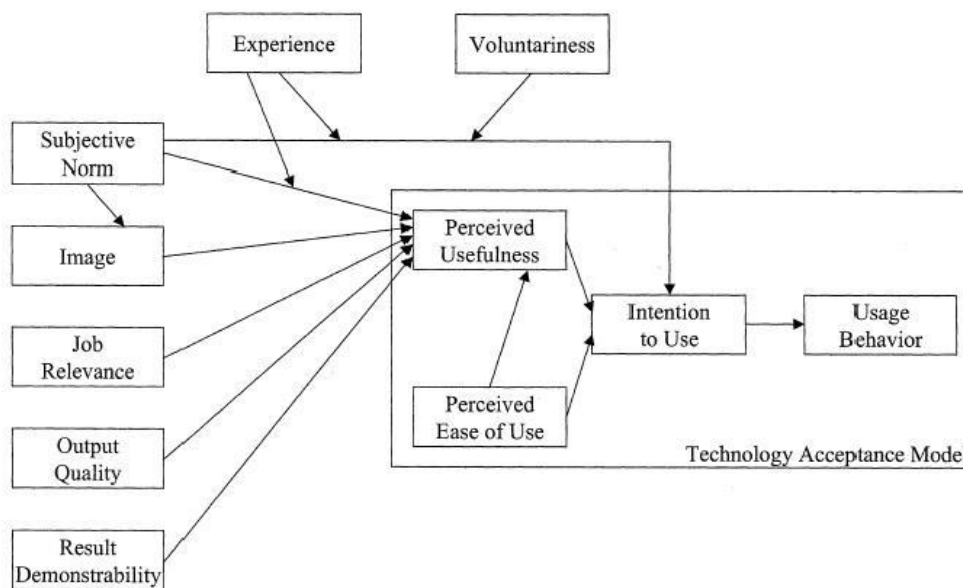 Experience
Voluntariness
Subjective
Norm
Image
Job
Relevance
Output
Quality
Result
Demonstrability
Perceived
Usefulness
Perceived
Ease of Use
Intention
to Use
Usage
Behavior
Technology Acceptance Model